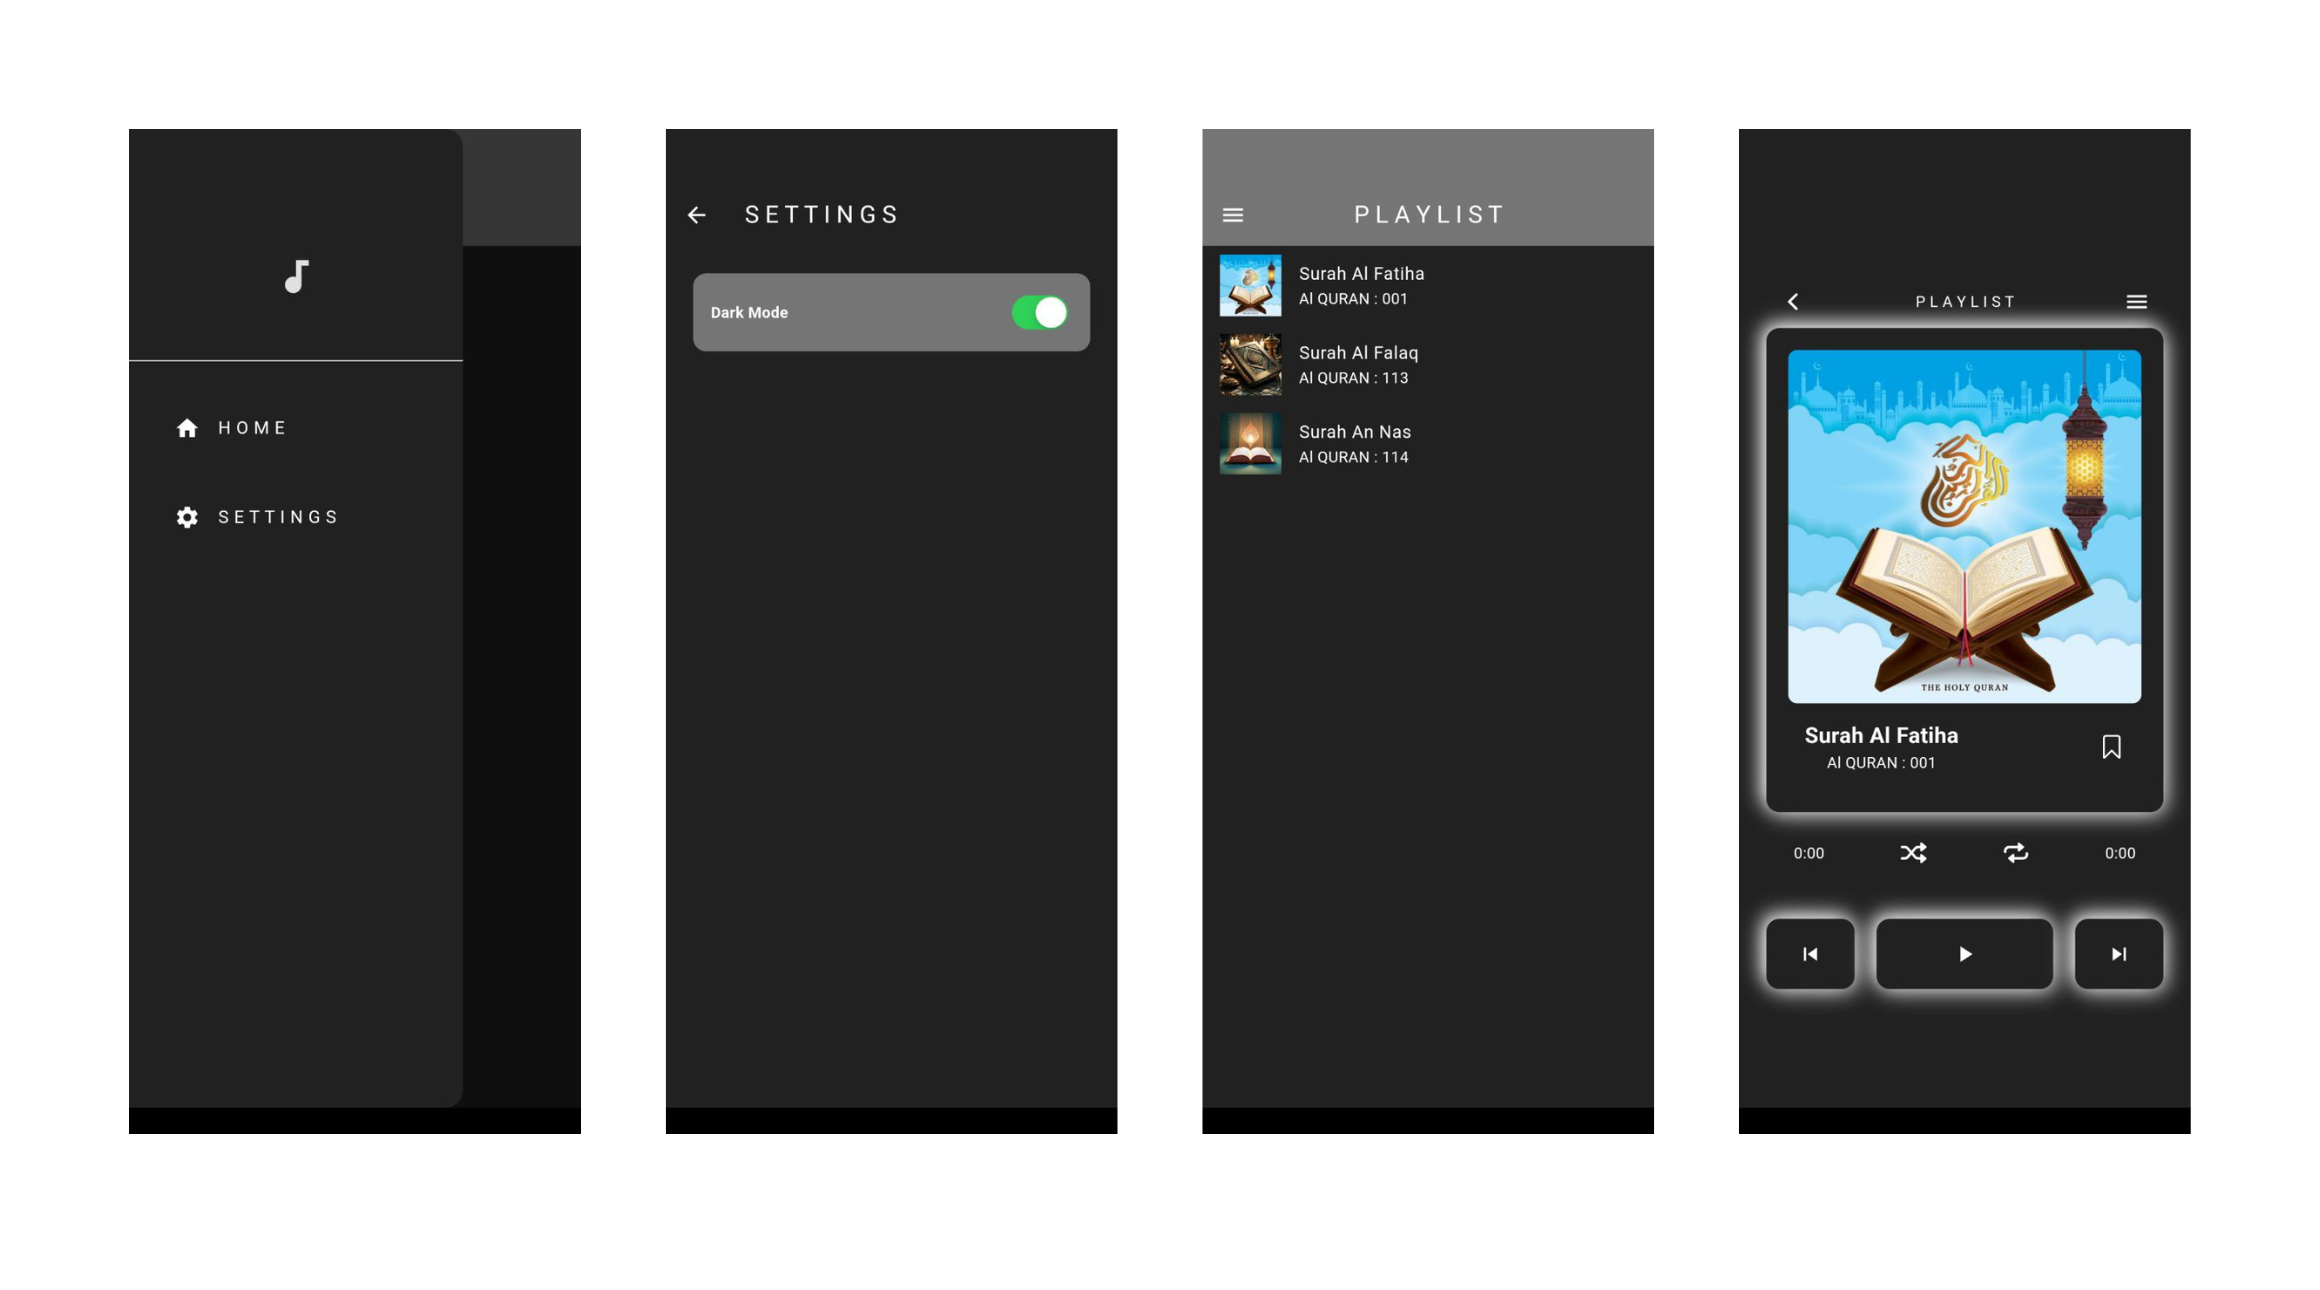 HOME
SETTINGS
SETTINGS
Dark Mode
PLAYLIST
Surah Al Fatiha
Al QURAN : 001
Surah Al Falaq
Al QURAN : 113
Surah An Nas
Al QURAN : 114
PLAYLIST
THE HOLY QURAN
Surah Al Fatiha
Al QURAN : 001
0:00
0:00